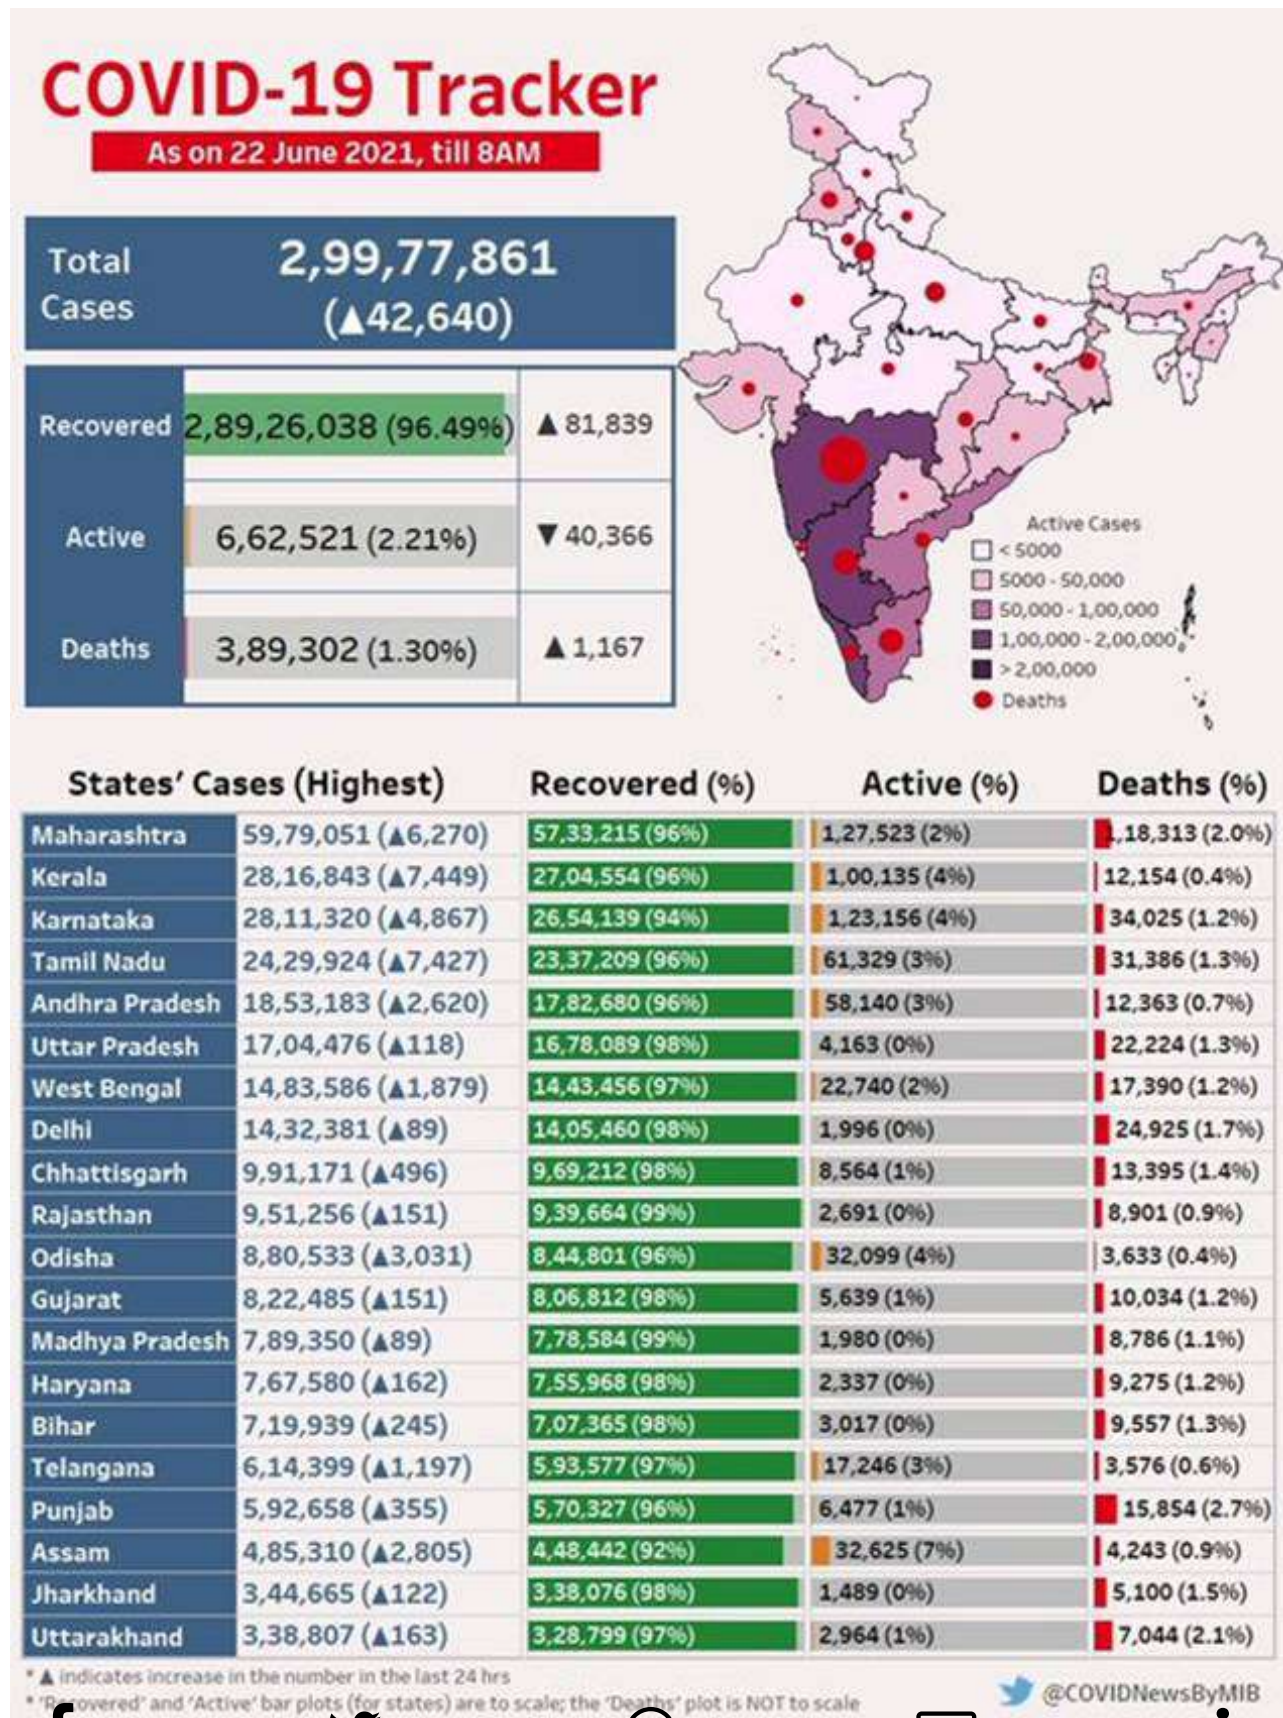 COVID-19 Tracker
As on 22 June 2021, till 8AM
Total Cases 2,99,77,861 (▲42,640)
Recovered 2,89,26,038 (96.49%) ▲ 81,839
Active 6,62,521 (2.21%) ▼ 40,366
Deaths 3,89,302 (1.30%) ▲ 1,167
Active Cases
< 5000
5000 - 50,000
50,000 - 1,00,000
1,00,000 - 2,00,000
> 2,00,000
Deaths
States' Cases (Highest) Recovered (%) Active (%) Deaths (%)
Maharashtra 59,79,051 (▲6,270) 57,33,215 (96%) 1,27,523 (2%) 1,18,313 (2.0%)
Kerala 28,16,843 (▲7,449) 27,04,554 (96%) 1,00,135 (4%) 12,154 (0.4%)
Karnataka 28,11,320 (▲4,867) 26,54,139 (94%) 1,23,156 (4%) 34,025 (1.2%)
Tamil Nadu 24,29,924 (▲7,427) 23,37,209 (96%) 61,329 (3%) 31,386 (1.3%)
Andhra Pradesh 18,53,183 (▲2,620) 17,82,680 (96%) 58,140 (3%) 12,363 (0.7%)
Uttar Pradesh 17,04,476 (▲118) 16,78,089 (98%) 4,163 (0%) 22,224 (1.3%)
West Bengal 14,83,586 (▲1,879) 14,43,456 (97%) 22,740 (2%) 17,390 (1.2%)
Delhi 14,32,381 (▲89) 14,05,460 (98%) 1,996 (0%) 24,925 (1.7%)
Chhattisgarh 9,91,171 (▲496) 9,69,212 (98%) 8,564 (1%) 13,395 (1.4%)
Rajasthan 9,51,256 (▲151) 9,39,664 (99%) 2,691 (0%) 8,901 (0.9%)
Odisha 8,80,533 (▲3,031) 8,44,801 (96%) 32,099 (4%) 3,633 (0.4%)
Gujarat 8,22,485 (▲151) 8,06,812 (98%) 5,639 (1%) 10,034 (1.2%)
Madhya Pradesh 7,89,350 (▲89) 7,78,584 (99%) 1,980 (0%) 8,786 (1.1%)
Haryana 7,67,580 (▲162) 7,55,968 (98%) 2,337 (0%) 9,275 (1.2%)
Bihar 7,19,939 (▲245) 7,07,365 (98%) 3,017 (0%) 9,557 (1.3%)
Telangana 6,14,399 (▲1,197) 5,93,577 (97%) 17,246 (3%) 3,576 (0.6%)
Punjab 5,92,658 (▲355) 5,70,327 (96%) 6,477 (1%) 15,854 (2.7%)
Assam 4,85,310 (▲2,805) 4,48,442 (92%) 32,625 (7%) 4,243 (0.9%)
Jharkhand 3,44,665 (▲122) 3,38,076 (98%) 1,489 (0%) 5,100 (1.5%)
Uttarakhand 3,38,807 (▲163) 3,28,799 (97%) 2,964 (1%) 7,044 (2.1%)
* ▲ indicates increase in the number in the last 24 hrs
* 'Recovered' and 'Active' bar plots (for states) are to scale; the 'Deaths' plot is NOT to scale
@COVIDNewsByMIB